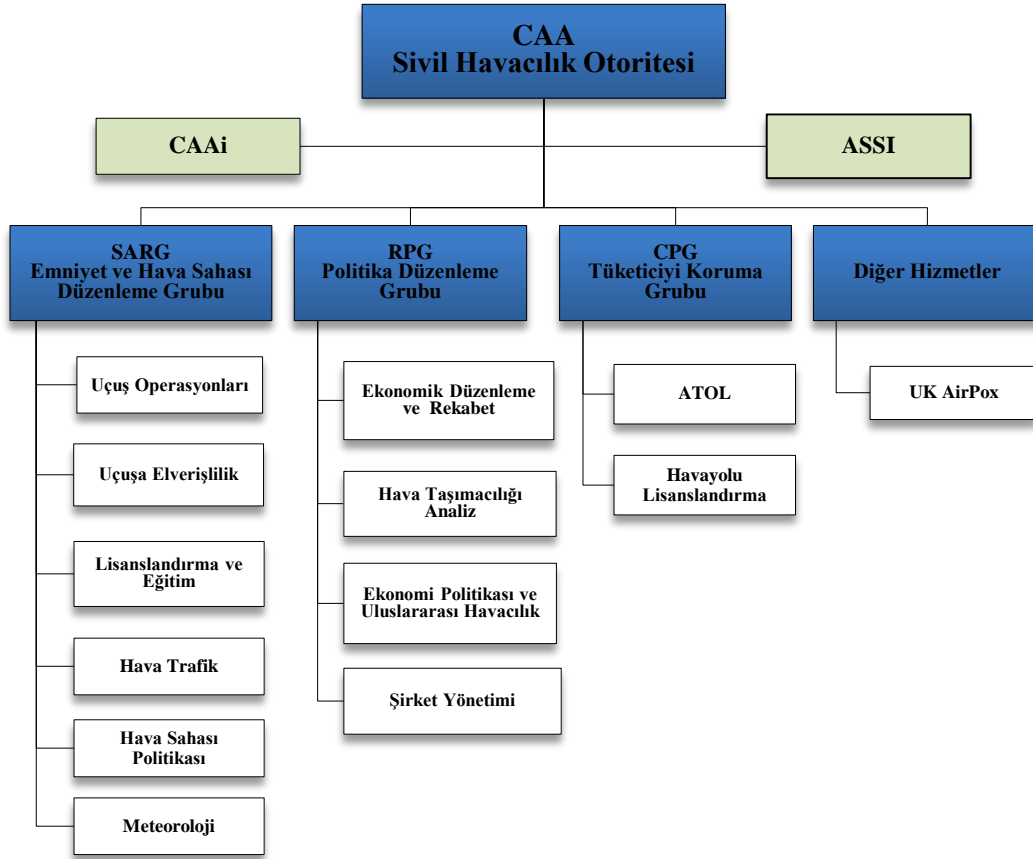 CAA
Sivil Havacılık Otoritesi
CAAi
ASSI
SARG
Emniyet ve Hava Sahası
Düzenleme Grubu
RPG
Politika Düzenleme
Grubu
CPG
Tüketiciyi Koruma
Grubu
Diğer Hizmetler
Uçuş Operasyonları
Uçuşa Elverişlilik
Lisanslandırma ve
Eğitim
Hava Trafik
Hava Sahası
Politikası
Meteoroloji
Ekonomik Düzenleme
ve Rekabet
Hava Taşımacılığı
Analiz
Ekonomi Politikası ve
Uluslararası Havacılık
Şirket Yönetimi
ATOL
Havayolu
Lisanslandırma
UK AirPox